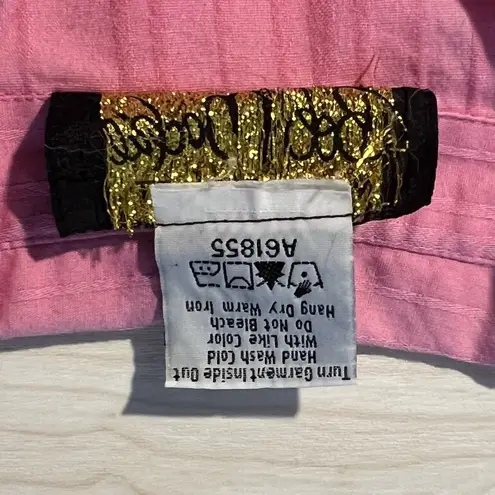 Turn Garment Inside Out
Hand Wash Cold
With Like Color
Do Not Bleach
Hang Dry Warm Iron
A61855